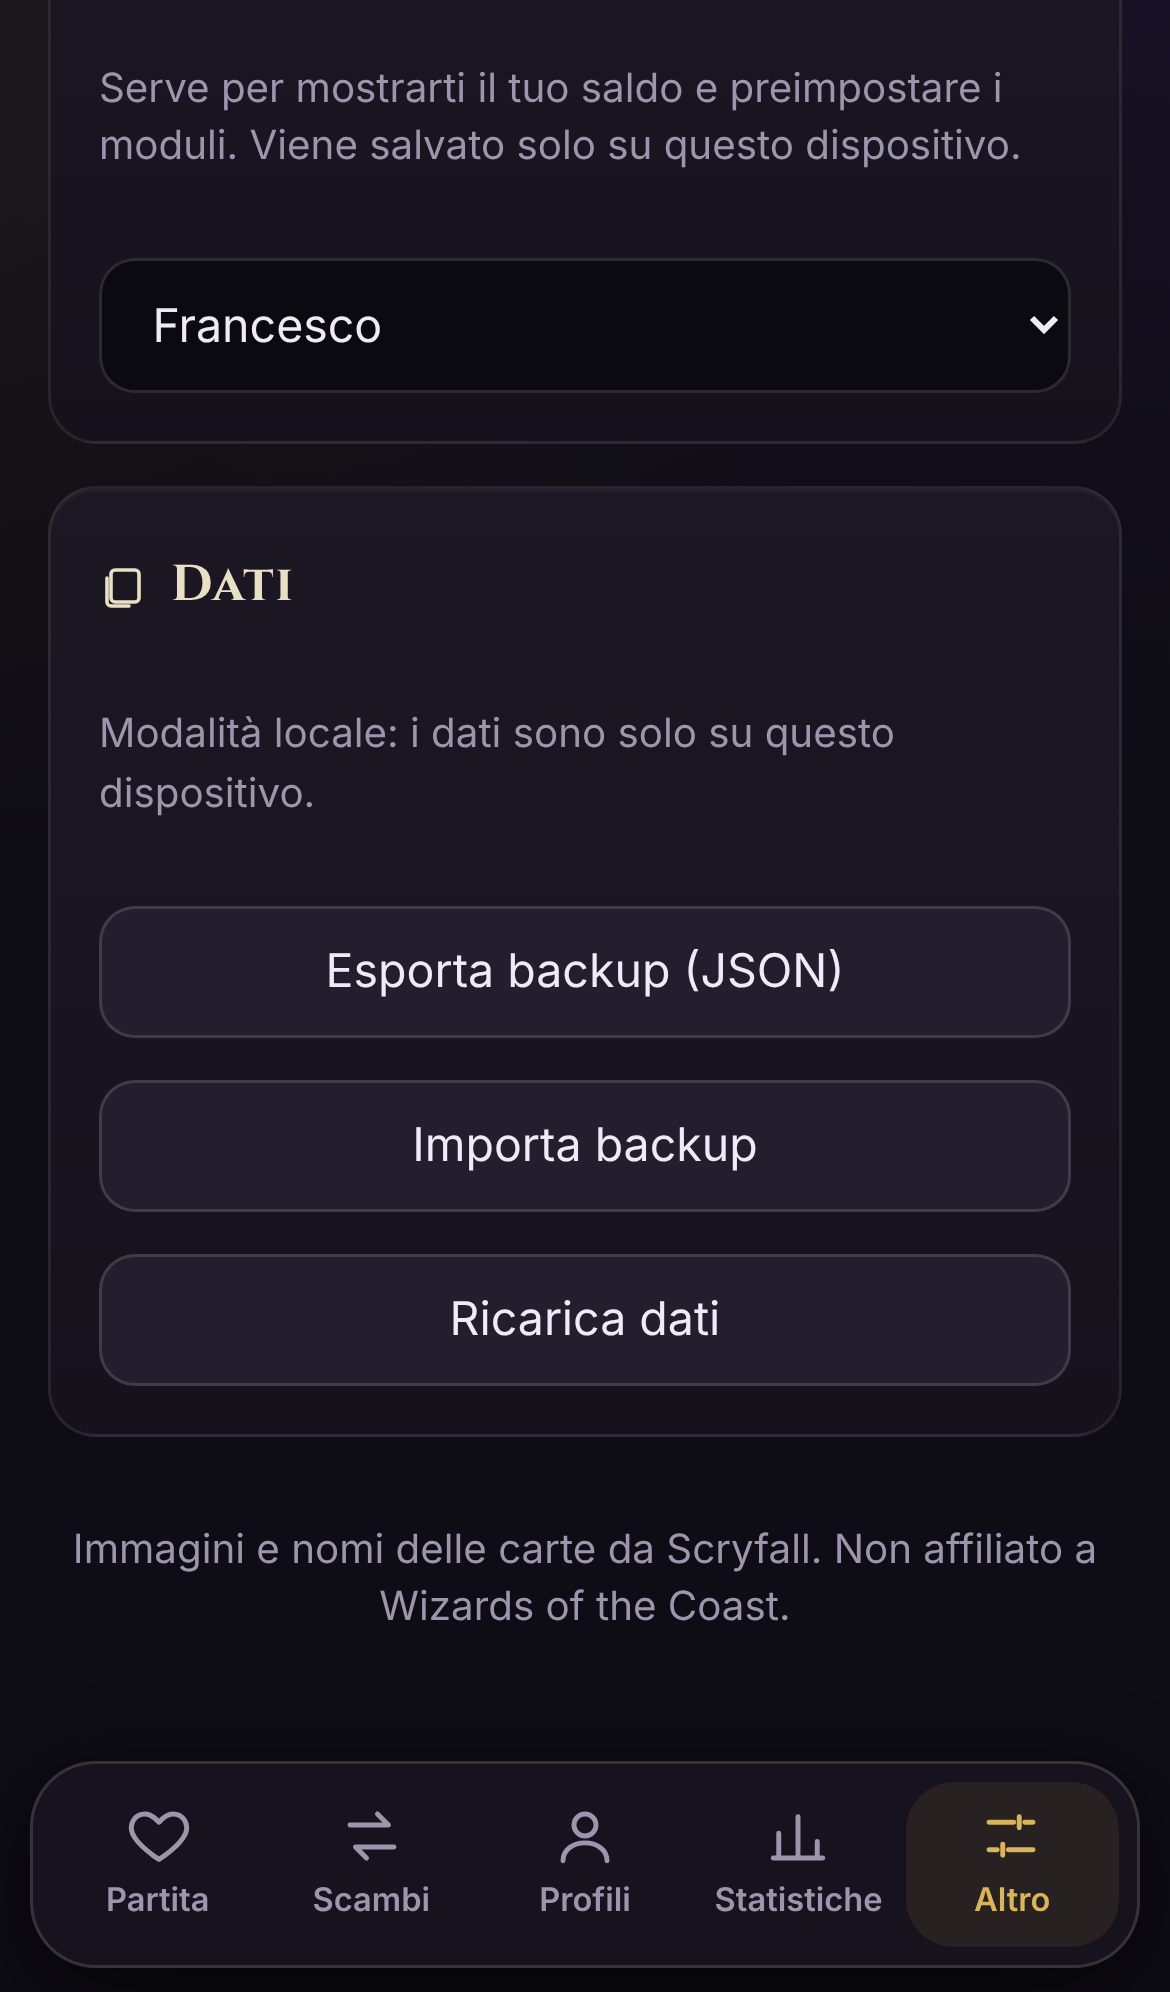 Serve per mostrarti il tuo saldo e preimpostare i
moduli. Viene salvato solo su questo dispositivo.
Francesco
Dati
Modalità locale: i dati sono solo su questo
dispositivo.
Esporta backup (JSON)
Importa backup
Ricarica dati
Immagini e nomi delle carte da Scryfall. Non affiliato a
Wizards of the Coast.
Partita
Scambi
Profili
Statistiche
Altro